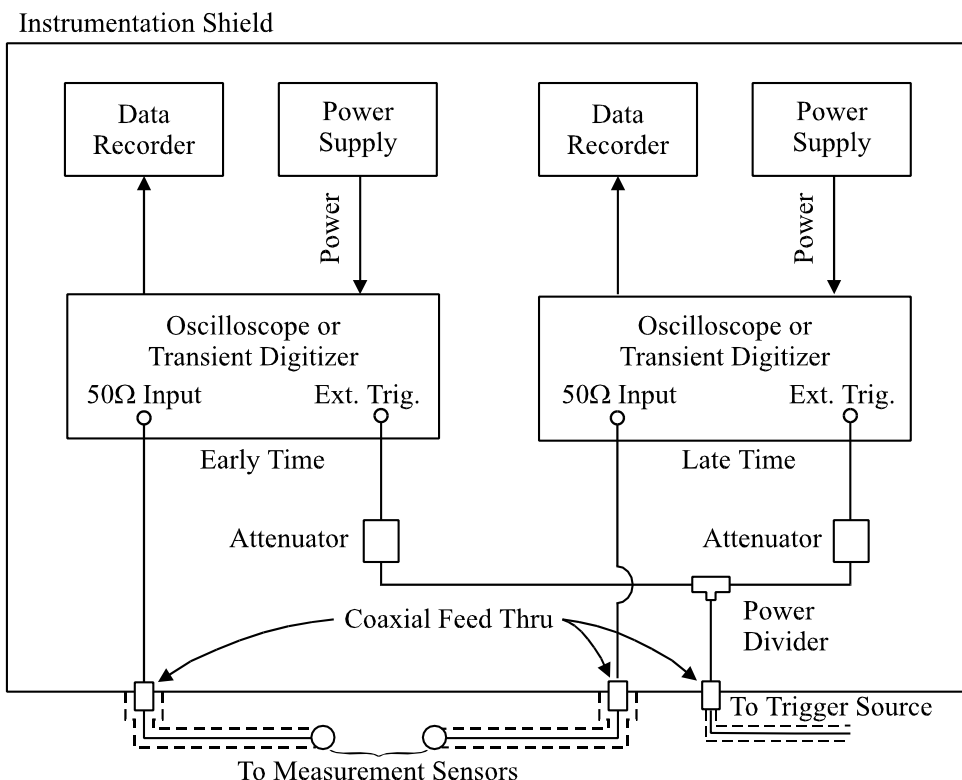 Instrumentation Shield
Data
Recorder
Power
Supply
Data
Recorder
Power
Supply
Power
Power
Oscilloscope or
Transient Digitizer
50Ω Input
Ext. Trig.
Oscilloscope or
Transient Digitizer
50Ω Input
Ext. Trig.
Early Time
Late Time
Attenuator
Attenuator
Coaxial Feed Thru
Power
Divider
To Trigger Source
To Measurement Sensors